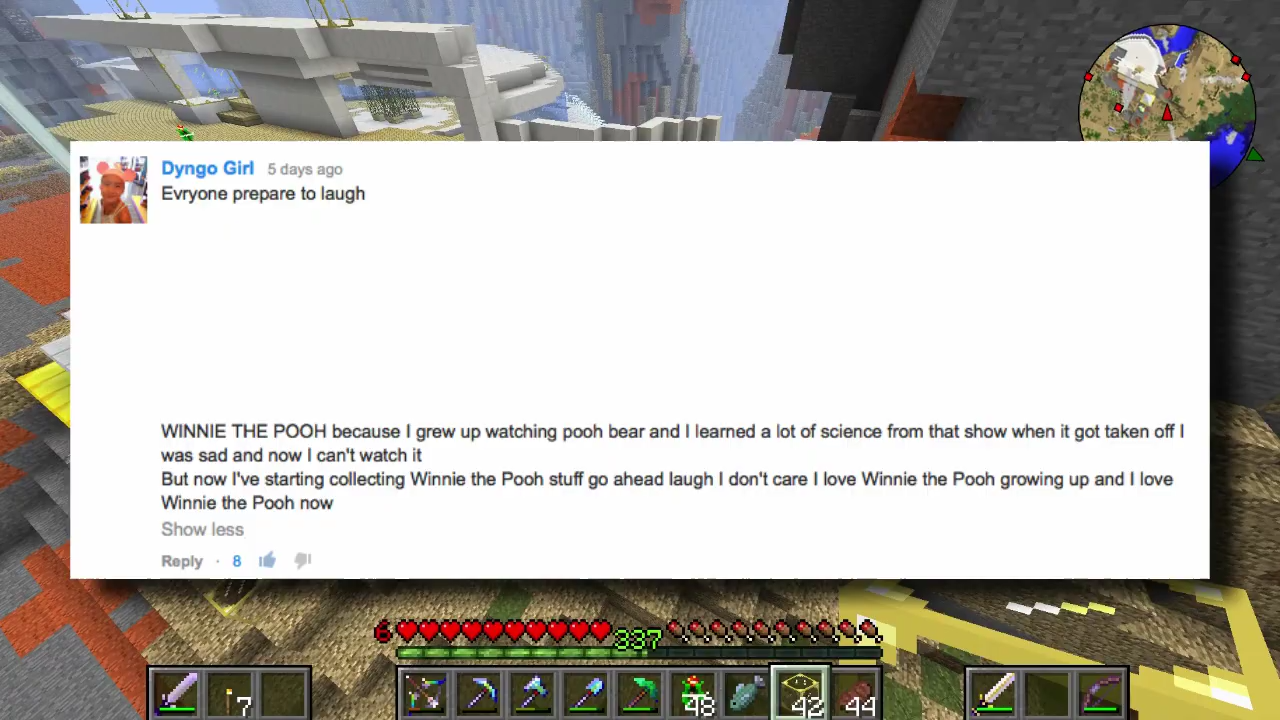 Dyngo Girl 5 days ago
Evryone prepare to laugh
WINNIE THE POOH because I grew up watching pooh bear and I learned a lot of science from that show when it got taken off I
was sad and now I can't watch it
But now I've starting collecting Winnie the Pooh stuff go ahead laugh I don't care I love Winnie the Pooh growing up and I love
Winnie the Pooh now
Show less
Reply · 8
6 337
7 48 42 44